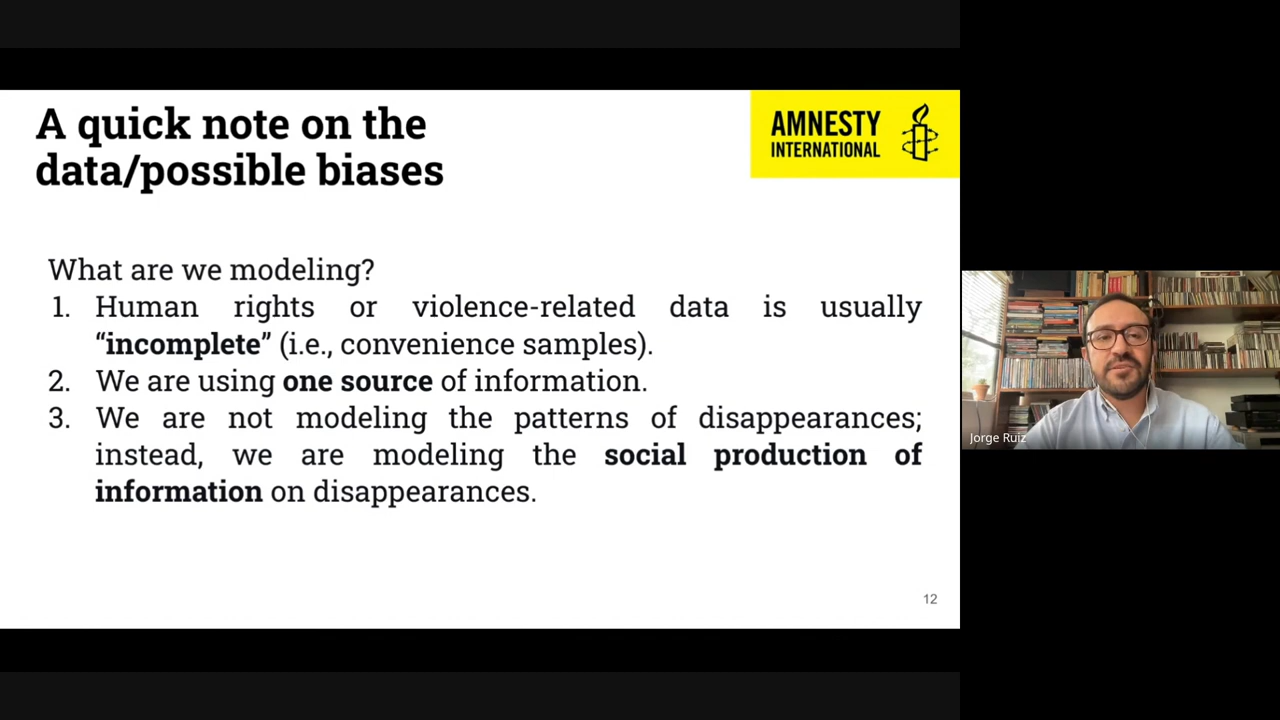 A quick note on the
data/possible biases
AMNESTY
INTERNATIONAL
What are we modeling?
1. Human rights or violence-related data is usually
“incomplete” (i.e., convenience samples).
2. We are using one source of information.
3. We are not modeling the patterns of disappearances;
instead, we are modeling the social production of
information on disappearances.
12
Jorge Ruiz